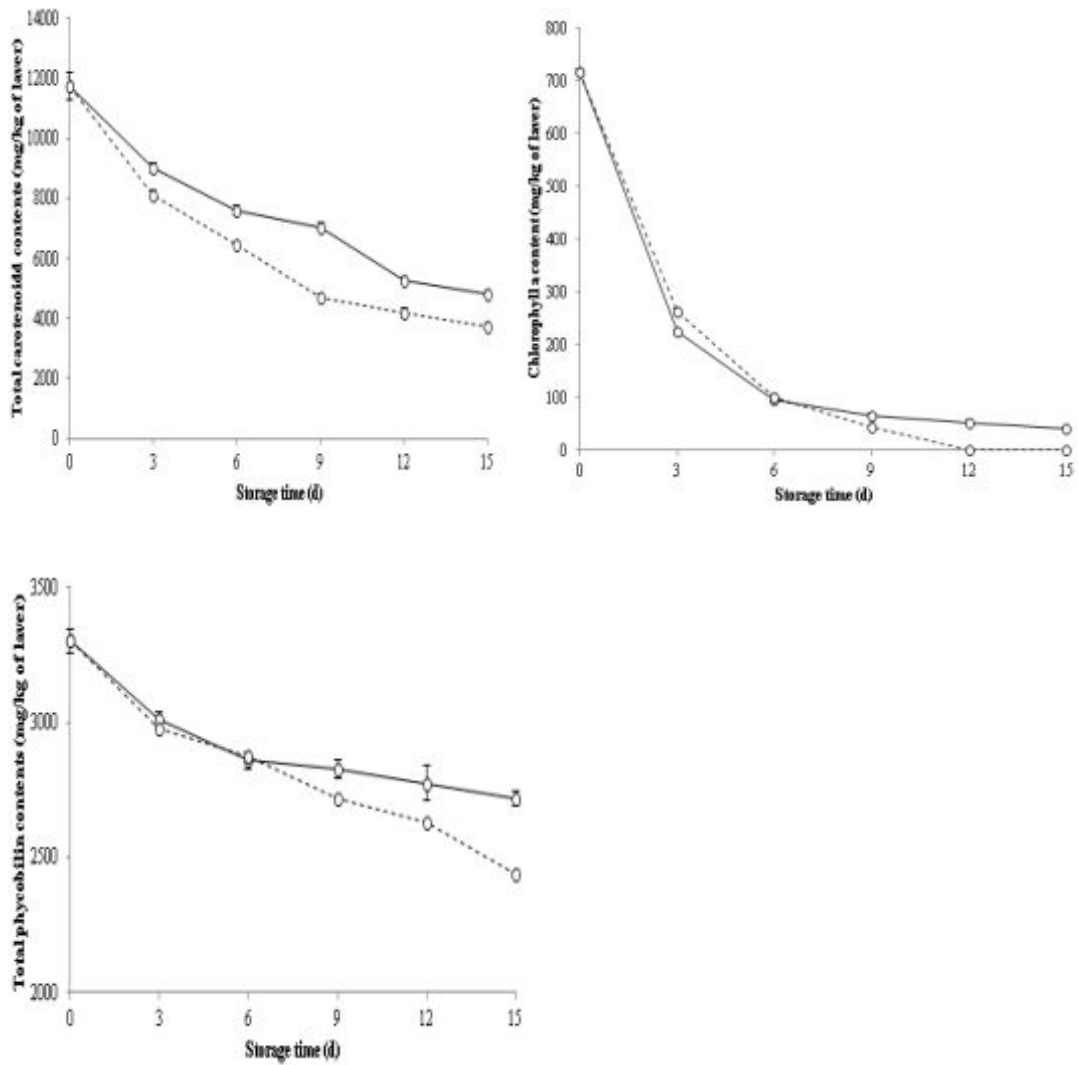 Total carotenoidd contents (mg/kg of laver)
14000
12000
10000
8000
6000
4000
2000
0
0 3 6 9 12 15
Storage time (d)
Chlorophyll a content (mg/kg of laver)
800
700
600
500
400
300
200
100
0
0 3 6 9 12 15
Storage time (d)
Total phycobilin contents (mg/kg of laver)
3500
3000
2500
2000
0 3 6 9 12 15
Storage time (d)